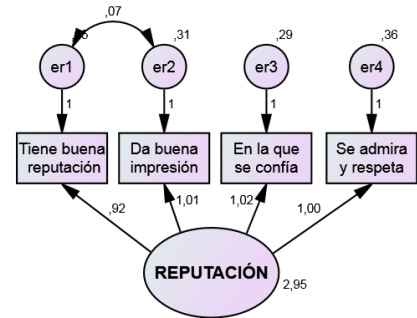 ,07
,31
,29
,36
er1
er2
er3
er4
1
1
1
1
Tiene buena
reputación
Da buena
impresión
En la que
se confía
Se admira
y respeta
,92
1,01
1,02
1,00
REPUTACIÓN
2,95